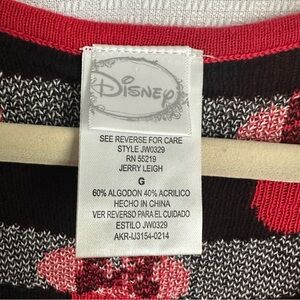 Disney
SEE REVERSE FOR CARE
STYLE JW0329
RN 55219
JERRY LEIGH
G
60% ALGODON 40% ACRILICO
HECHO IN CHINA
VER REVERSO PARA EL CUIDADO
ESTILO JW0329
AKR-IJ3154-0214